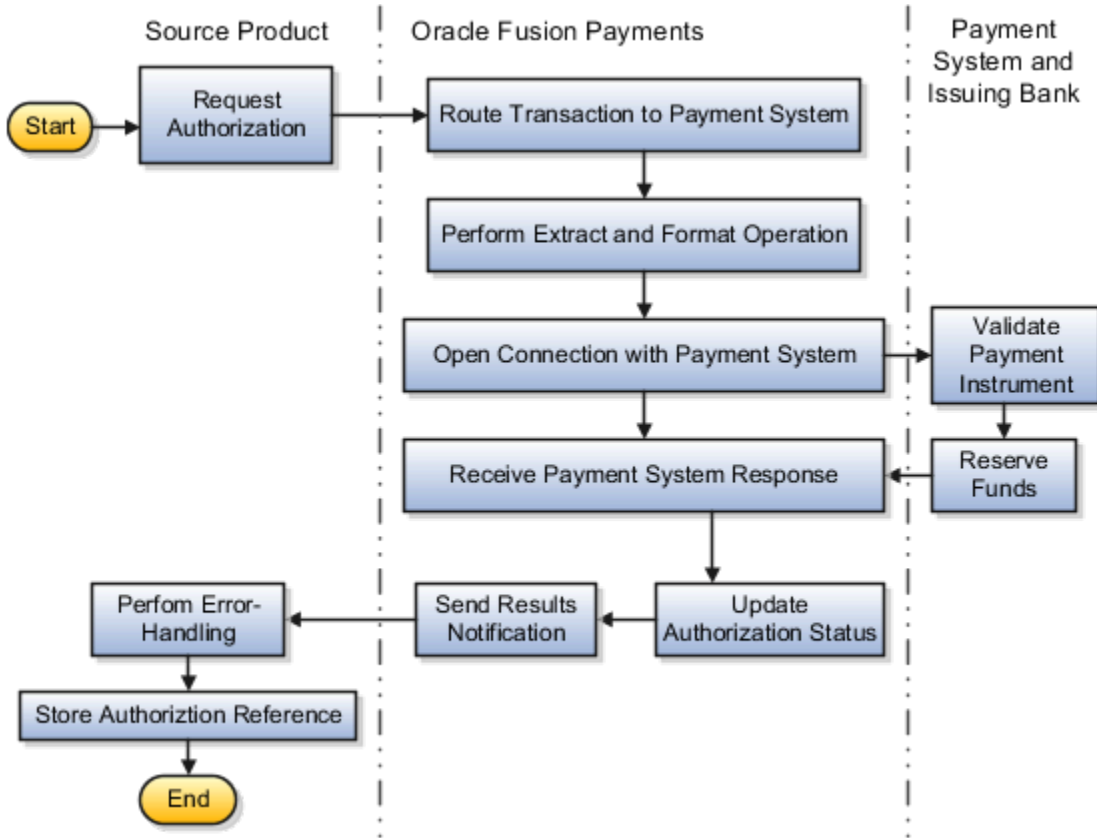 Source Product
Oracle Fusion Payments
Payment
System and
Issuing Bank
Start
Request
Authorization
Route Transaction to Payment System
Perform Extract and Format Operation
Open Connection with Payment System
Validate
Payment
Instrument
Receive Payment System Response
Reserve
Funds
Perfom Error-
Handling
Send Results
Notification
Update
Authorization Status
Store Authoriztion Reference
End